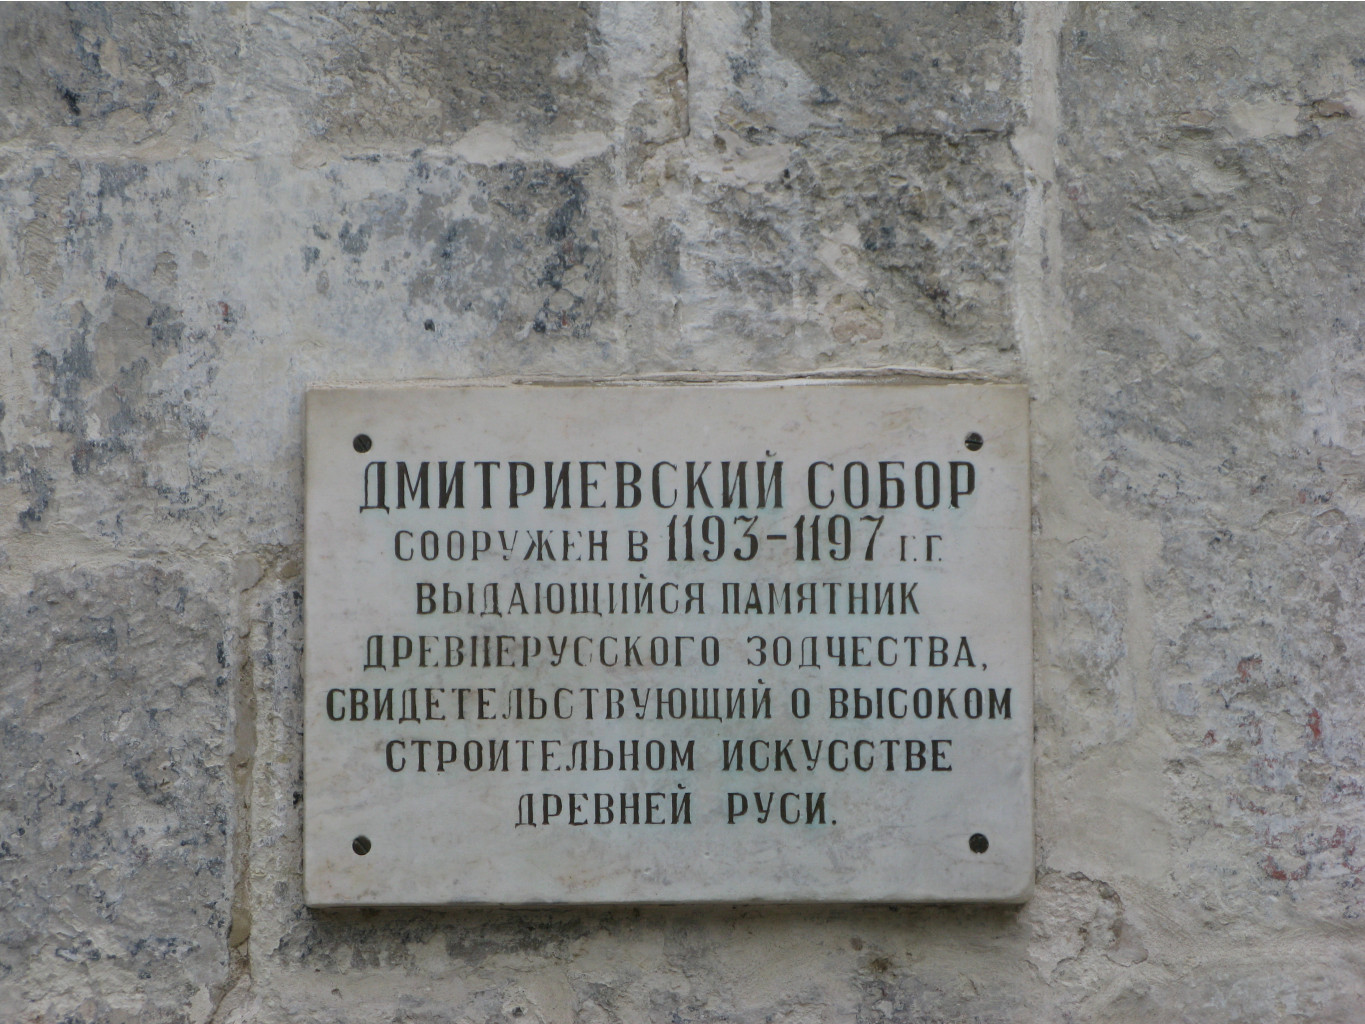 ДМИТРИЕВСКИЙ СОБОР
СООРУЖЕН В 1193-1197 Г.Г.
ВЫДАЮЩИЙСЯ ПАМЯТНИК
ДРЕВНЕРУССКОГО ЗОДЧЕСТВА,
СВИДЕТЕЛЬСТВУЮЩИЙ О ВЫСОКОМ
СТРОИТЕЛЬНОМ ИСКУССТВЕ
ДРЕВНЕЙ РУСИ.